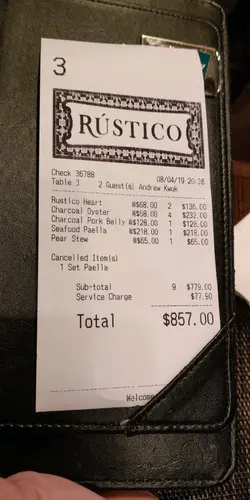 3
RÚSTICO
Check 36788
Table 3 2 Guest(s) Andrew Kwok 08/04/19 20:36
Rustico Heart @$68.00 2 $136.00
Charcoal Oyster @$58.00 4 $232.00
Charcoal Pork Belly @$128.00 1 $128.00
Seafood Paella @$218.00 1 $218.00
Pear Stew @$65.00 1 $65.00
Cancelled Item(s)
1 Set Paella
Sub-total 9 $779.00
Service Charge $77.90
Total $857.00
Welcome